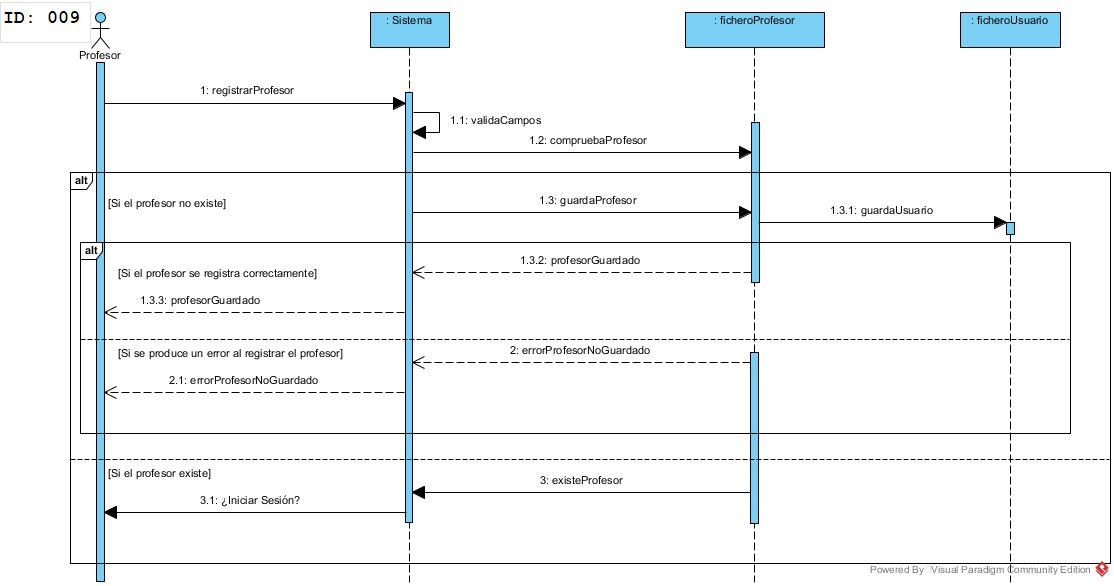 ID: 009
Profesor
: Sistema
: ficheroProfesor
: ficheroUsuario
1: registrarProfesor
1.1: validaCampos
1.2: compruebaProfesor
alt
[Si el profesor no existe]
1.3: guardaProfesor
1.3.1: guardaUsuario
alt
[Si el profesor se registra correctamente]
1.3.2: profesorGuardado
1.3.3: profesorGuardado
[Si se produce un error al registrar el profesor]
2: errorProfesorNoGuardado
2.1: errorProfesorNoGuardado
[Si el profesor existe]
3: existeProfesor
3.1: ¿Iniciar Sesión?
Powered By Visual Paradigm Community Edition